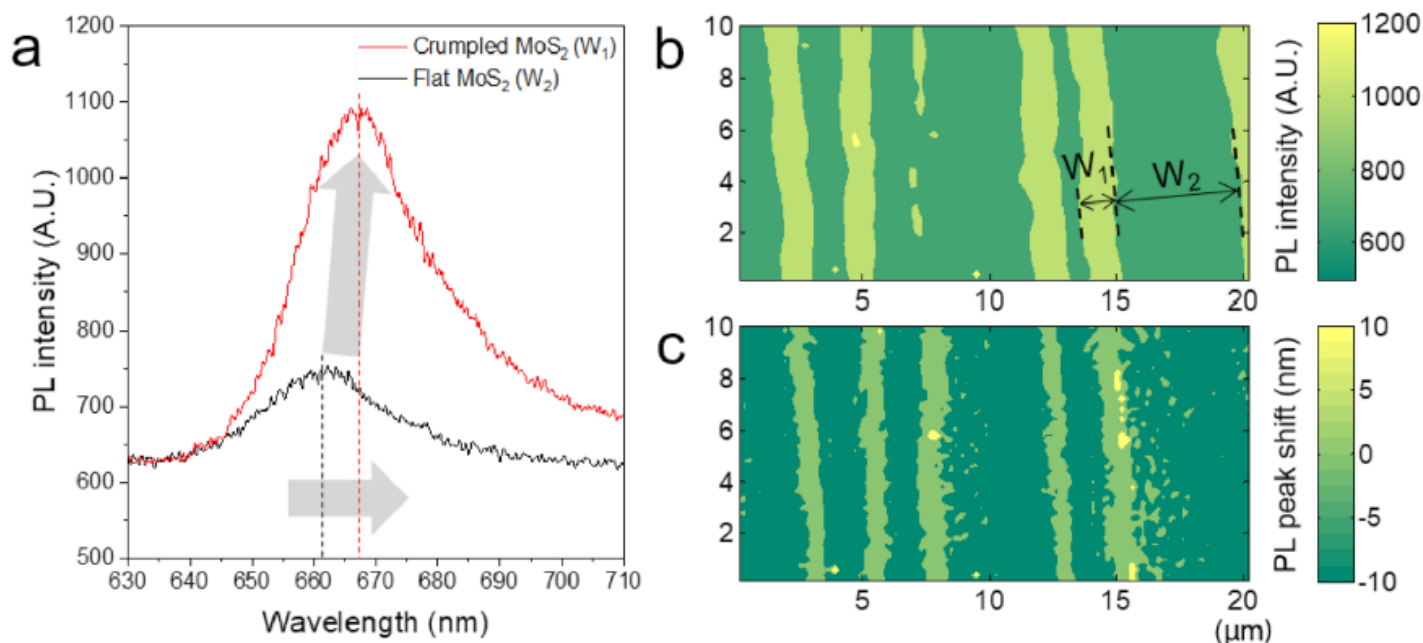 a
1200
1100
1000
900
800
700
600
500
630 640 650 660 670 680 690 700 710
PL intensity (A.U.)
Wavelength (nm)
Crumpled MoS₂ (W₁)
Flat MoS₂ (W₂)
b
10
8
6
4
2
5 10 15 20
W₁
W₂
1200
1000
800
600
PL intensity (A.U.)
c
10
8
6
4
2
5 10 15 20
(μm)
10
5
0
-5
-10
PL peak shift (nm)